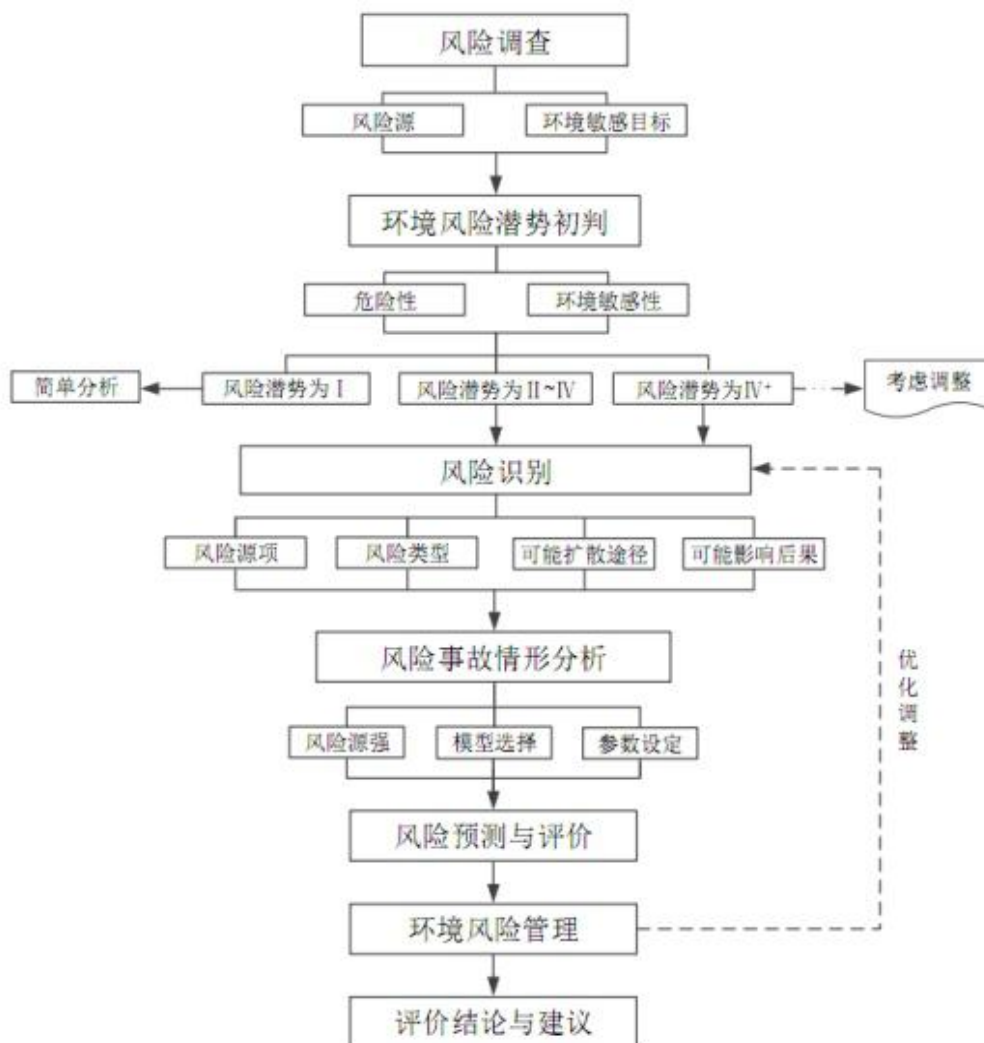 风险调查
风险源
环境敏感目标
环境风险潜势初判
危险性
环境敏感性
简单分析
风险潜势为Ⅰ
风险潜势为Ⅱ~Ⅳ
风险潜势为Ⅳ⁺
考虑调整
风险识别
风险源项
风险类型
可能扩散途径
可能影响后果
风险事故情形分析
优化调整
风险源强
模型选择
参数设定
风险预测与评价
环境风险管理
评价结论与建议